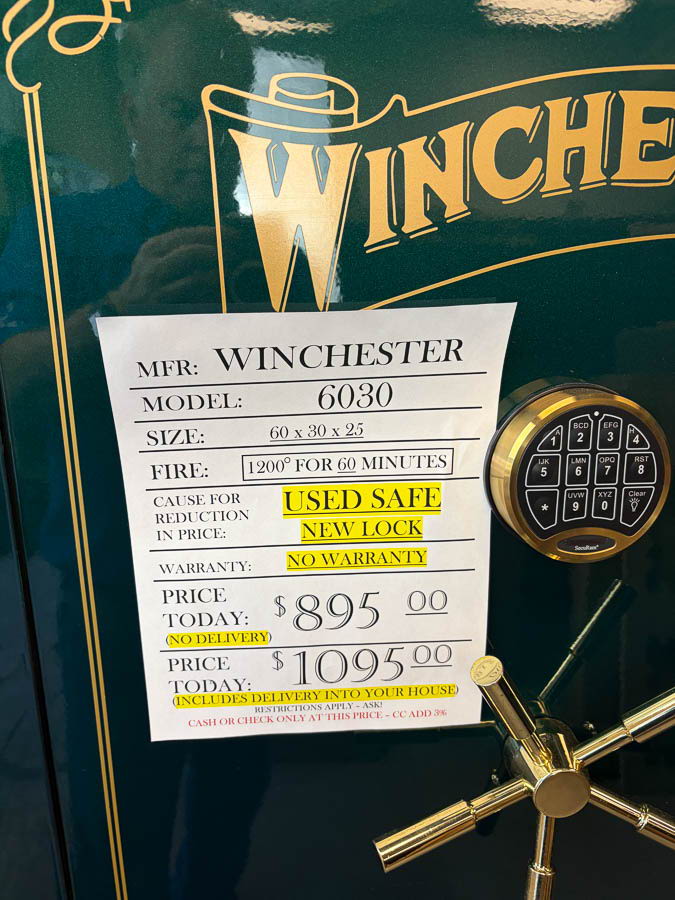 WINCHE
MFR: WINCHESTER
MODEL: 6030
SIZE: 60 x 30 x 25
FIRE: 1200° FOR 60 MINUTES
CAUSE FOR
REDUCTION
IN PRICE:
USED SAFE
NEW LOCK
WARRANTY: NO WARRANTY
PRICE
TODAY: $895 00
(NO DELIVERY)
PRICE
TODAY: $1095 00
(INCLUDES DELIVERY INTO YOUR HOUSE)
RESTRICTIONS APPLY - ASK!
CASH OR CHECK ONLY AT THIS PRICE - CC ADD 3%
A BCD EFG H
1 2 3 4
IJK LMN OPQ RST
5 6 7 8
UVW XYZ Clear
* 9 0
SecuRam